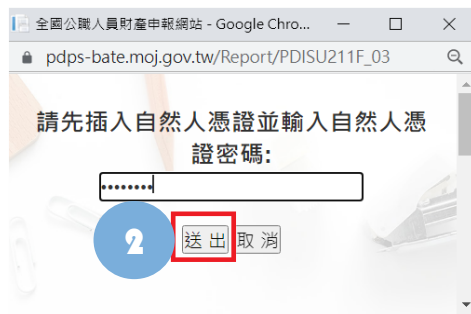 全國公職人員財產申報網站 - Google Chro...
pdps-bate.moj.gov.tw/Report/PDISU211F_03
請先插入自然人憑證並輸入自然人憑
證密碼:
••••••••
2
送 出 取 消